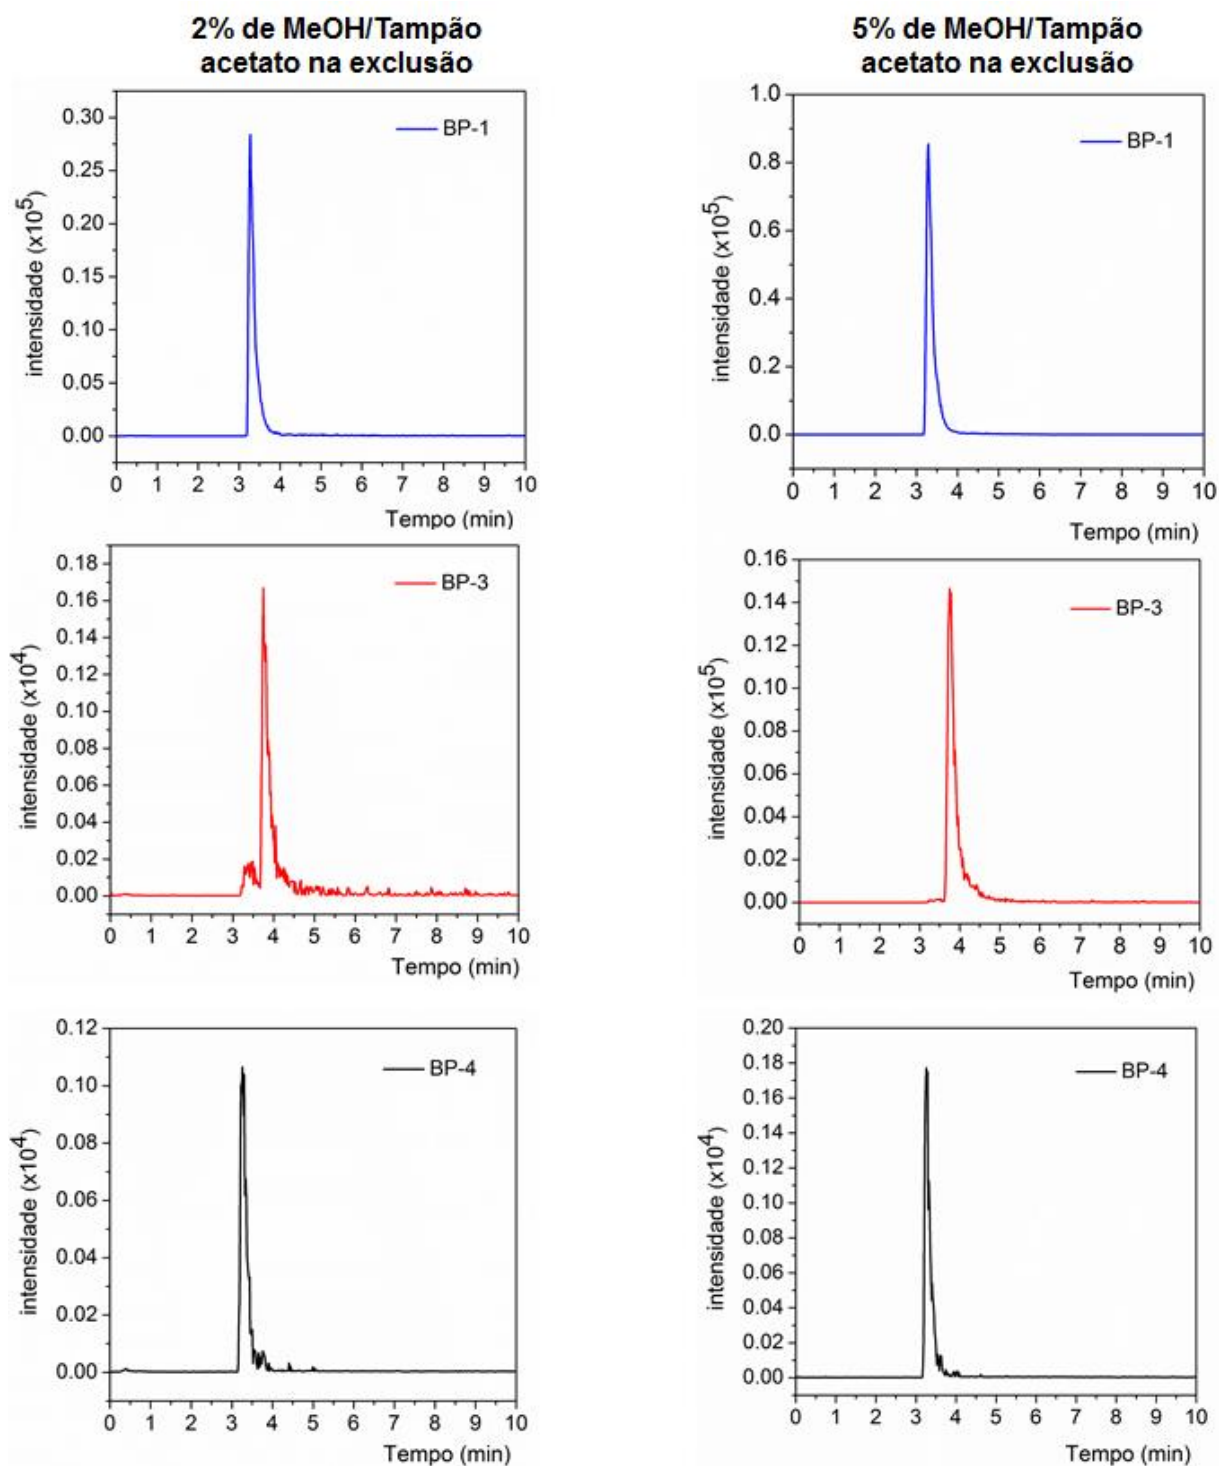 2% de MeOH/Tampão
acetato na exclusão
5% de MeOH/Tampão
acetato na exclusão
0.30
0.25
0.20
0.15
0.10
0.05
0.00
intensidade (x10⁵)
BP-1
0 1 2 3 4 5 6 7 8 9 10
Tempo (min)
1.0
0.8
0.6
0.4
0.2
0.0
intensidade (x10⁵)
BP-1
0 1 2 3 4 5 6 7 8 9 10
Tempo (min)
0.18
0.16
0.14
0.12
0.10
0.08
0.06
0.04
0.02
0.00
intensidade (x10⁴)
BP-3
0 1 2 3 4 5 6 7 8 9 10
Tempo (min)
0.16
0.14
0.12
0.10
0.08
0.06
0.04
0.02
0.00
intensidade (x10⁵)
BP-3
0 1 2 3 4 5 6 7 8 9 10
Tempo (min)
0.12
0.10
0.08
0.06
0.04
0.02
0.00
intensidade (x10⁴)
BP-4
0 1 2 3 4 5 6 7 8 9 10
Tempo (min)
0.20
0.18
0.16
0.14
0.12
0.10
0.08
0.06
0.04
0.02
0.00
intensidade (x10⁴)
BP-4
0 1 2 3 4 5 6 7 8 9 10
Tempo (min)